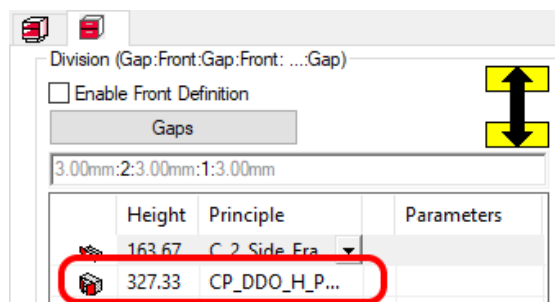 Division (Gap:Front:Gap:Front: ...:Gap)
Enable Front Definition
Gaps
3.00mm:2:3.00mm:1:3.00mm
Height Principle Parameters
163.67 C_2_Side_Fra...
327.33 CP_DDO_H_P...